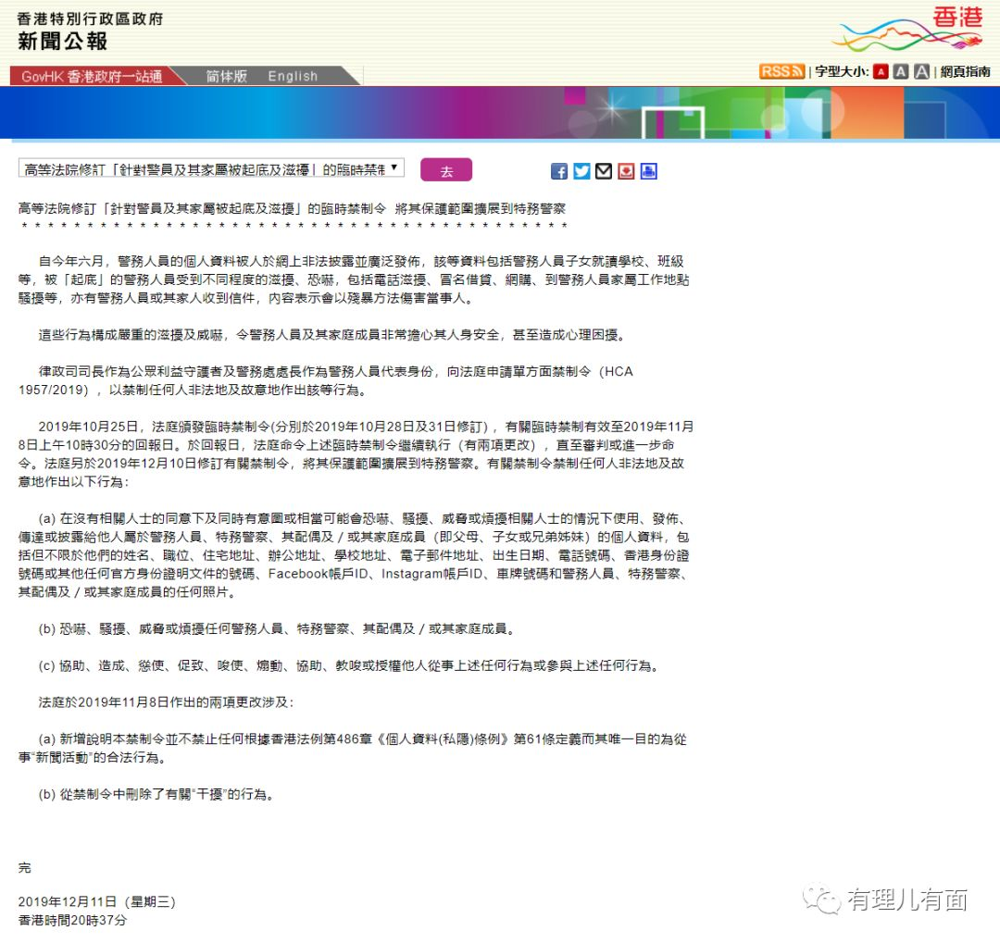 香港特別行政區政府
新聞公報
香港
GovHK 香港政府一站通
简体版
English
RSS | 字型大小: A A A | 網頁指南
高等法院修訂「針對警員及其家屬被起底及滋擾」的臨時禁制 去
高等法院修訂「針對警員及其家屬被起底及滋擾」的臨時禁制令 將其保護範圍擴展到特務警察
* * * * * * * * * * * * * * * * * * * * * * * * * * * * * * * * * * * * * * * * * *
自今年六月，警務人員的個人資料被人於網上非法披露並廣泛發佈，該等資料包括警務人員子女就讀學校、班級
等，被「起底」的警務人員受到不同程度的滋擾、恐嚇，包括電話滋擾、冒名借貸、網購、到警務人員家屬工作地點
騷擾等，亦有警務人員或其家人收到信件，內容表示會以殘暴方法傷害當事人。
這些行為構成嚴重的滋擾及威嚇，令警務人員及其家庭成員非常擔心其人身安全，甚至造成心理困擾。
律政司司長作為公眾利益守護者及警務處處長作為警務人員代表身份，向法庭申請單方面禁制令（HCA
1957/2019），以禁制任何人非法地及故意地作出該等行為。
2019年10月25日，法庭頒發臨時禁制令(分別於2019年10月28日及31日修訂)，有關臨時禁制有效至2019年11月
8日上午10時30分的回報日。於回報日，法庭命令上述臨時禁制令繼續執行（有兩項更改），直至審判或進一步命
令。法庭另於2019年12月10日修訂有關禁制令，將其保護範圍擴展到特務警察。有關禁制令禁制任何人非法地及故
意地作出以下行為：
(a) 在沒有相關人士的同意下及同時有意圖或相當可能會恐嚇、騷擾、威脅或煩擾相關人士的情況下使用、發佈、
傳達或披露給他人屬於警務人員、特務警察、其配偶及／或其家庭成員（即父母、子女或兄弟姊妹）的個人資料，包
括但不限於他們的姓名、職位、住宅地址、辦公地址、學校地址、電子郵件地址、出生日期、電話號碼、香港身份證
號碼或其他任何官方身份證明文件的號碼、Facebook帳戶ID、Instagram帳戶ID、車牌號碼和警務人員、特務警察、
其配偶及／或其家庭成員的任何照片。
(b) 恐嚇、騷擾、威脅或煩擾任何警務人員、特務警察、其配偶及／或其家庭成員。
(c) 協助、造成、慫使、促致、唆使、煽動、協助、教唆或授權他人從事上述任何行為或參與上述任何行為。
法庭於2019年11月8日作出的兩項更改涉及：
(a) 新增說明本禁制令並不禁止任何根據香港法例第486章《個人資料(私隱)條例》第61條定義而其唯一目的為從
事“新聞活動”的合法行為。
(b) 從禁制令中刪除了有關“干擾”的行為。
完
2019年12月11日（星期三）
香港時間20時37分
有理儿有面